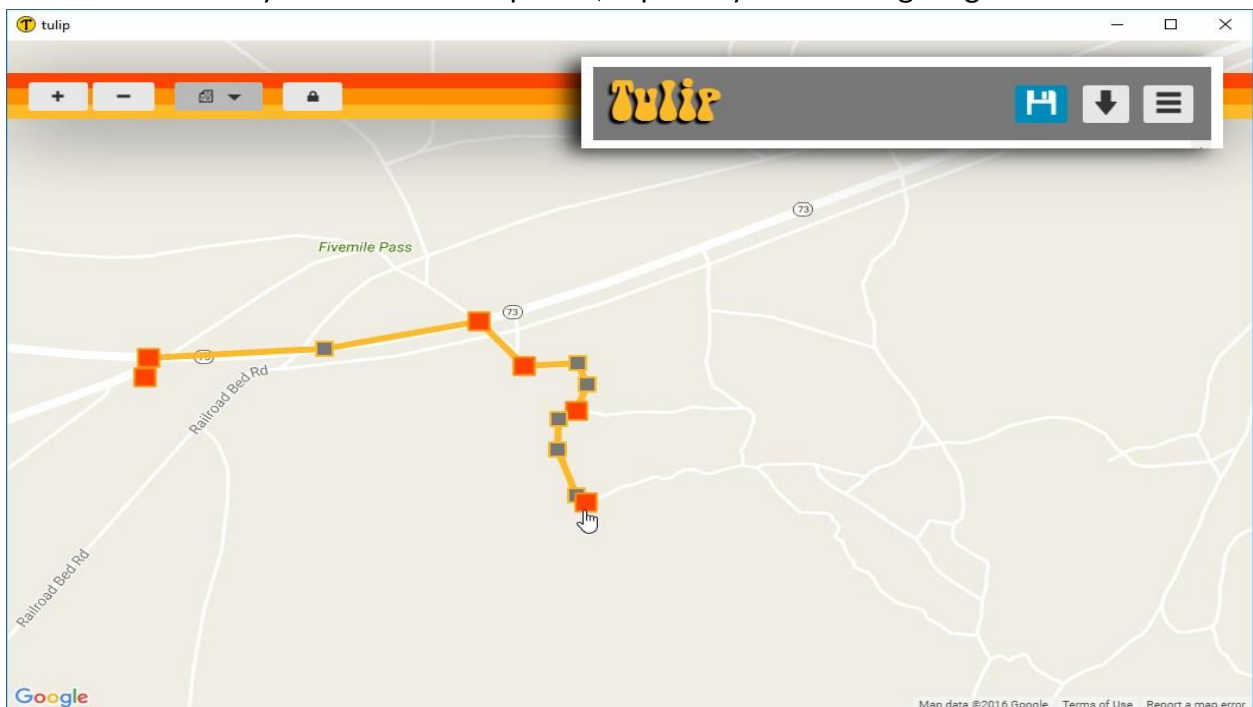 tulip
Tulip
73
Fivemile Pass
73
Railroad Bed Rd
Railroad Bed Rd
Google
Map data ©2016 Google Terms of Use Report a map error